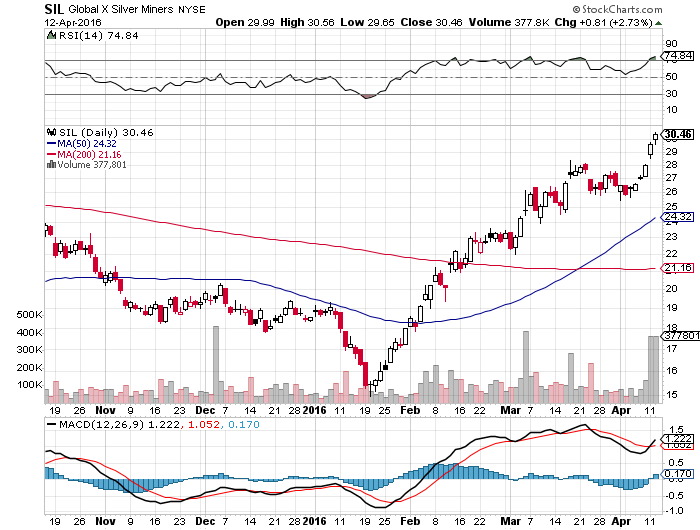 SIL Global X Silver Miners NYSE © StockCharts.com
12-Apr-2016 Open 29.99 High 30.56 Low 29.65 Close 30.46 Volume 377.8K Chg +0.81 (+2.73%)
RSI(14) 74.84
90
74.84
50
30
10
SIL (Daily) 30.46
MA(50) 24.32
MA(200) 21.16
Volume 377,801
30.46
29
28
27
26
25
24.32
23
22
21.16
20
19
18
377801
17
16
15
500K
400K
300K
200K
100K
19 26 Nov 9 16 23 Dec 7 14 21 28 2016 11 19 25 Feb 8 16 22 Mar 7 14 21 28 Apr 11
MACD(12,26,9) 1.222, 1.052, 0.170
1.5
1.222
0.5
0.170
-0.5
-1.0
19 26 Nov 9 16 23 Dec 7 14 21 28 2016 11 19 25 Feb 8 16 22 Mar 7 14 21 28 Apr 11